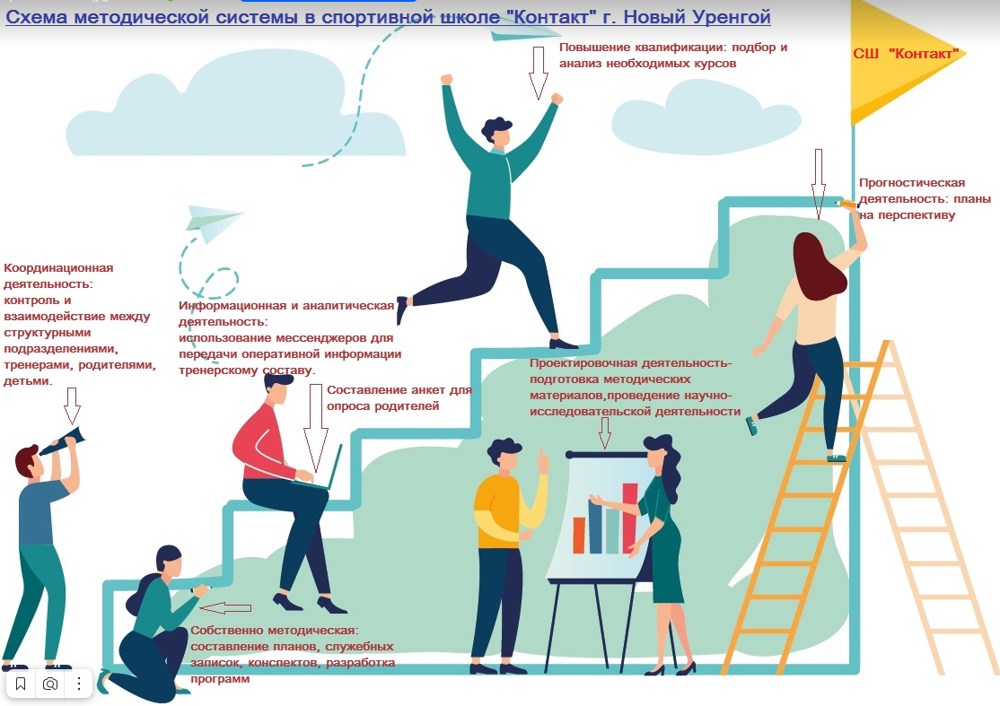 Схема методической системы в спортивной школе "Контакт" г. Новый Уренгой
Повышение квалификации: подбор и
анализ необходимых курсов
СШ "Контакт"
Прогностическая
деятельность: планы
на перспективу
Координационная
деятельность:
контроль и
взаимодействие между
структурными
подразделениями,
тренерами, родителями,
детьми.
Информационная и аналитическая
деятельность:
использование мессенджеров для
передачи оперативной информации
тренерскому составу.
Составление анкет для
опроса родителей
Проектировочная деятельность-
подготовка методических
материалов,проведение научно-
исследовательской деятельности
Собственно методическая:
составление планов, служебных
записок, конспектов, разработка
программ